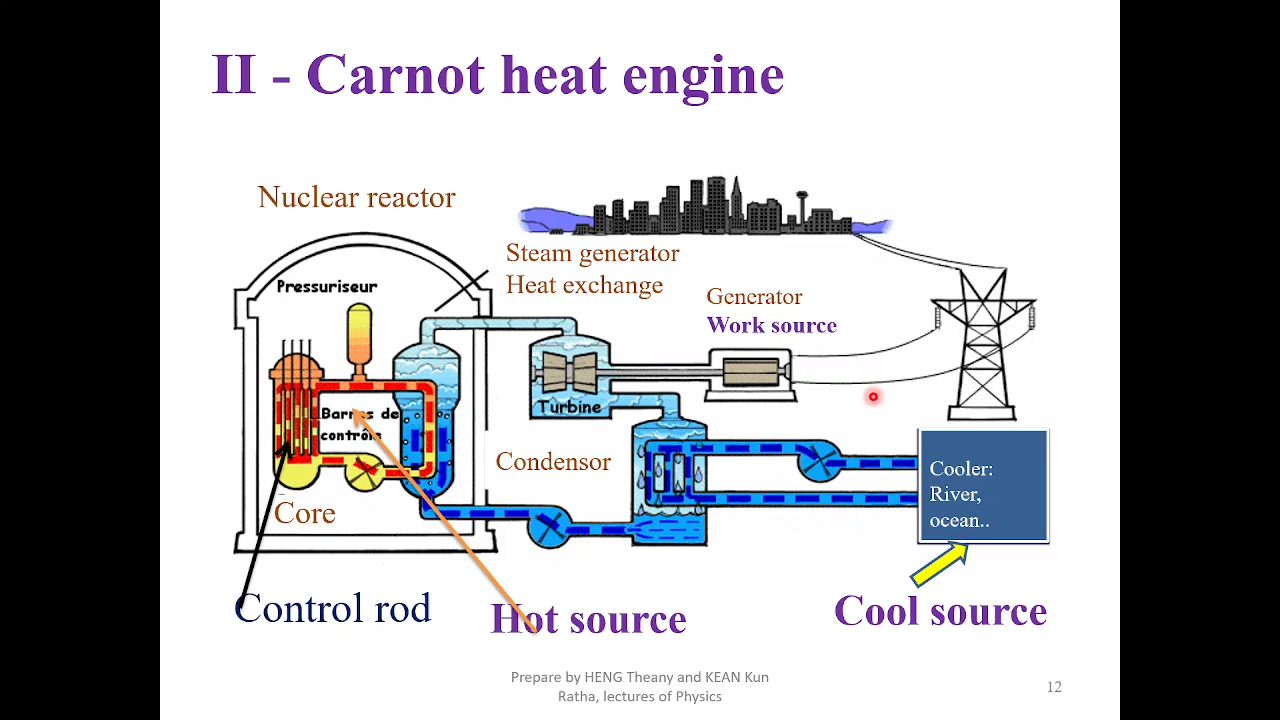 II - Carnot heat engine
Nuclear reactor
Steam generator
Heat exchange
Pressuriseur
Generator
Work source
Barres de
contrôle
Turbine
Condensor
Cooler:
River,
ocean..
Core
Control rod
Hot source
Cool source
Prepare by HENG Theany and KEAN Kun
Ratha, lectures of Physics
12